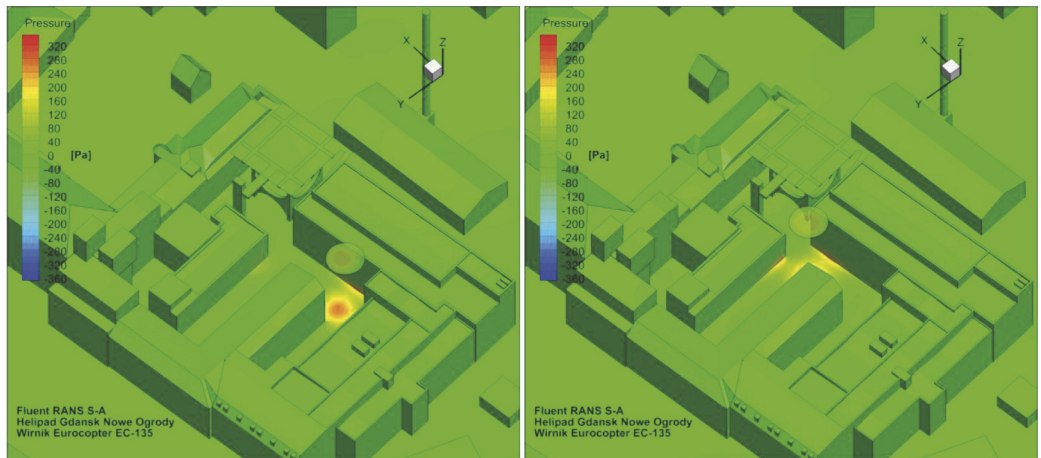 Pressure
320
280
240
200
160
120
80
40
0
-40
-80
-120
-160
-200
-240
-280
-320
-360
[Pa]
X
Z
Y
Fluent RANS S-A
Helipad Gdansk Nowe Ogrody
Wirnik Eurocopter EC-135
Pressure
320
280
240
200
160
120
80
40
0
-40
-80
-120
-160
-200
-240
-280
-320
-360
[Pa]
X
Z
Y
Fluent RANS S-A
Helipad Gdansk Nowe Ogrody
Wirnik Eurocopter EC-135